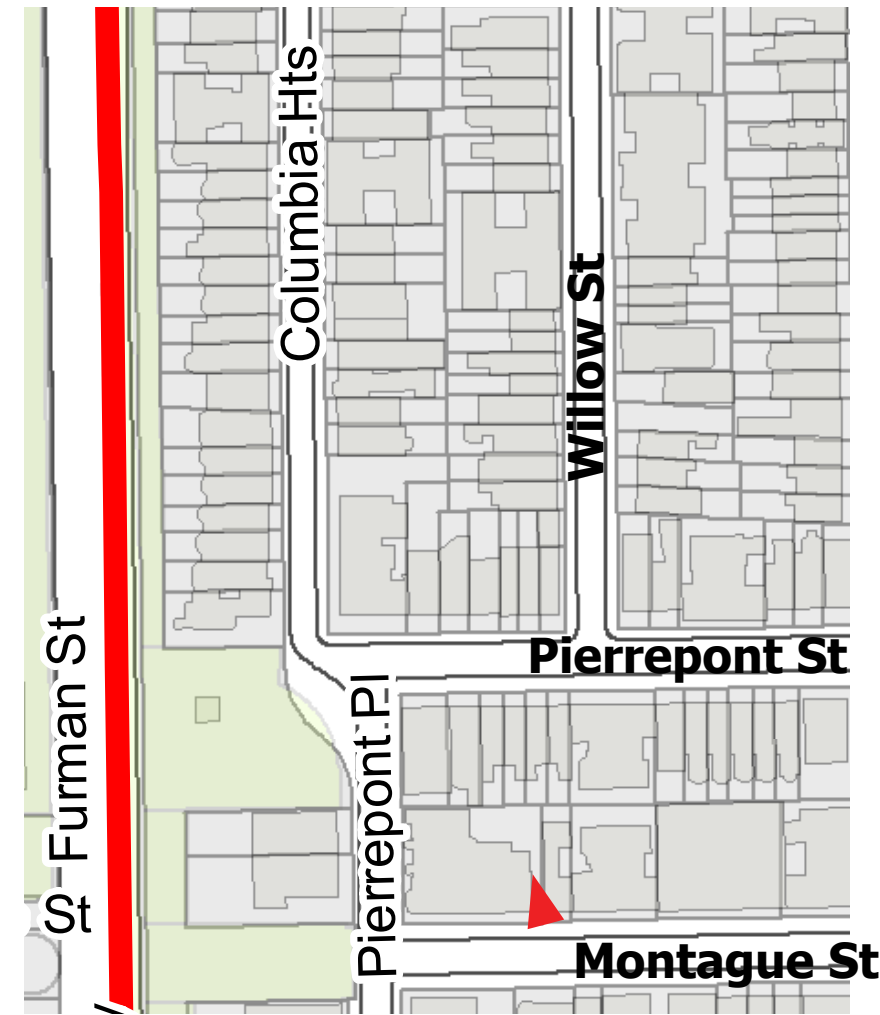 Columbia Hts
Willow St
Furman St
Pierrepont St
Pierrepont Pl
St
Montague St